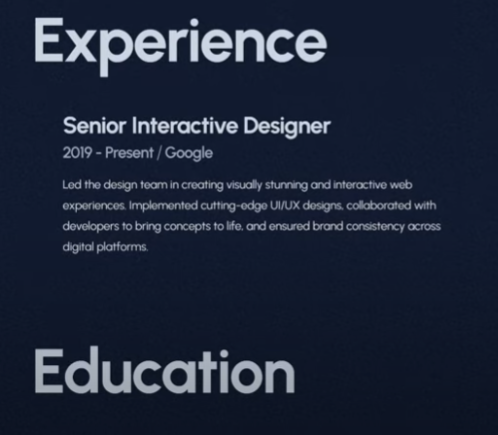 Experience
Senior Interactive Designer
2019 - Present / Google
Led the design team in creating visually stunning and interactive web
experiences. Implemented cutting-edge UI/UX designs, collaborated with
developers to bring concepts to life, and ensured brand consistency across
digital platforms.
Education